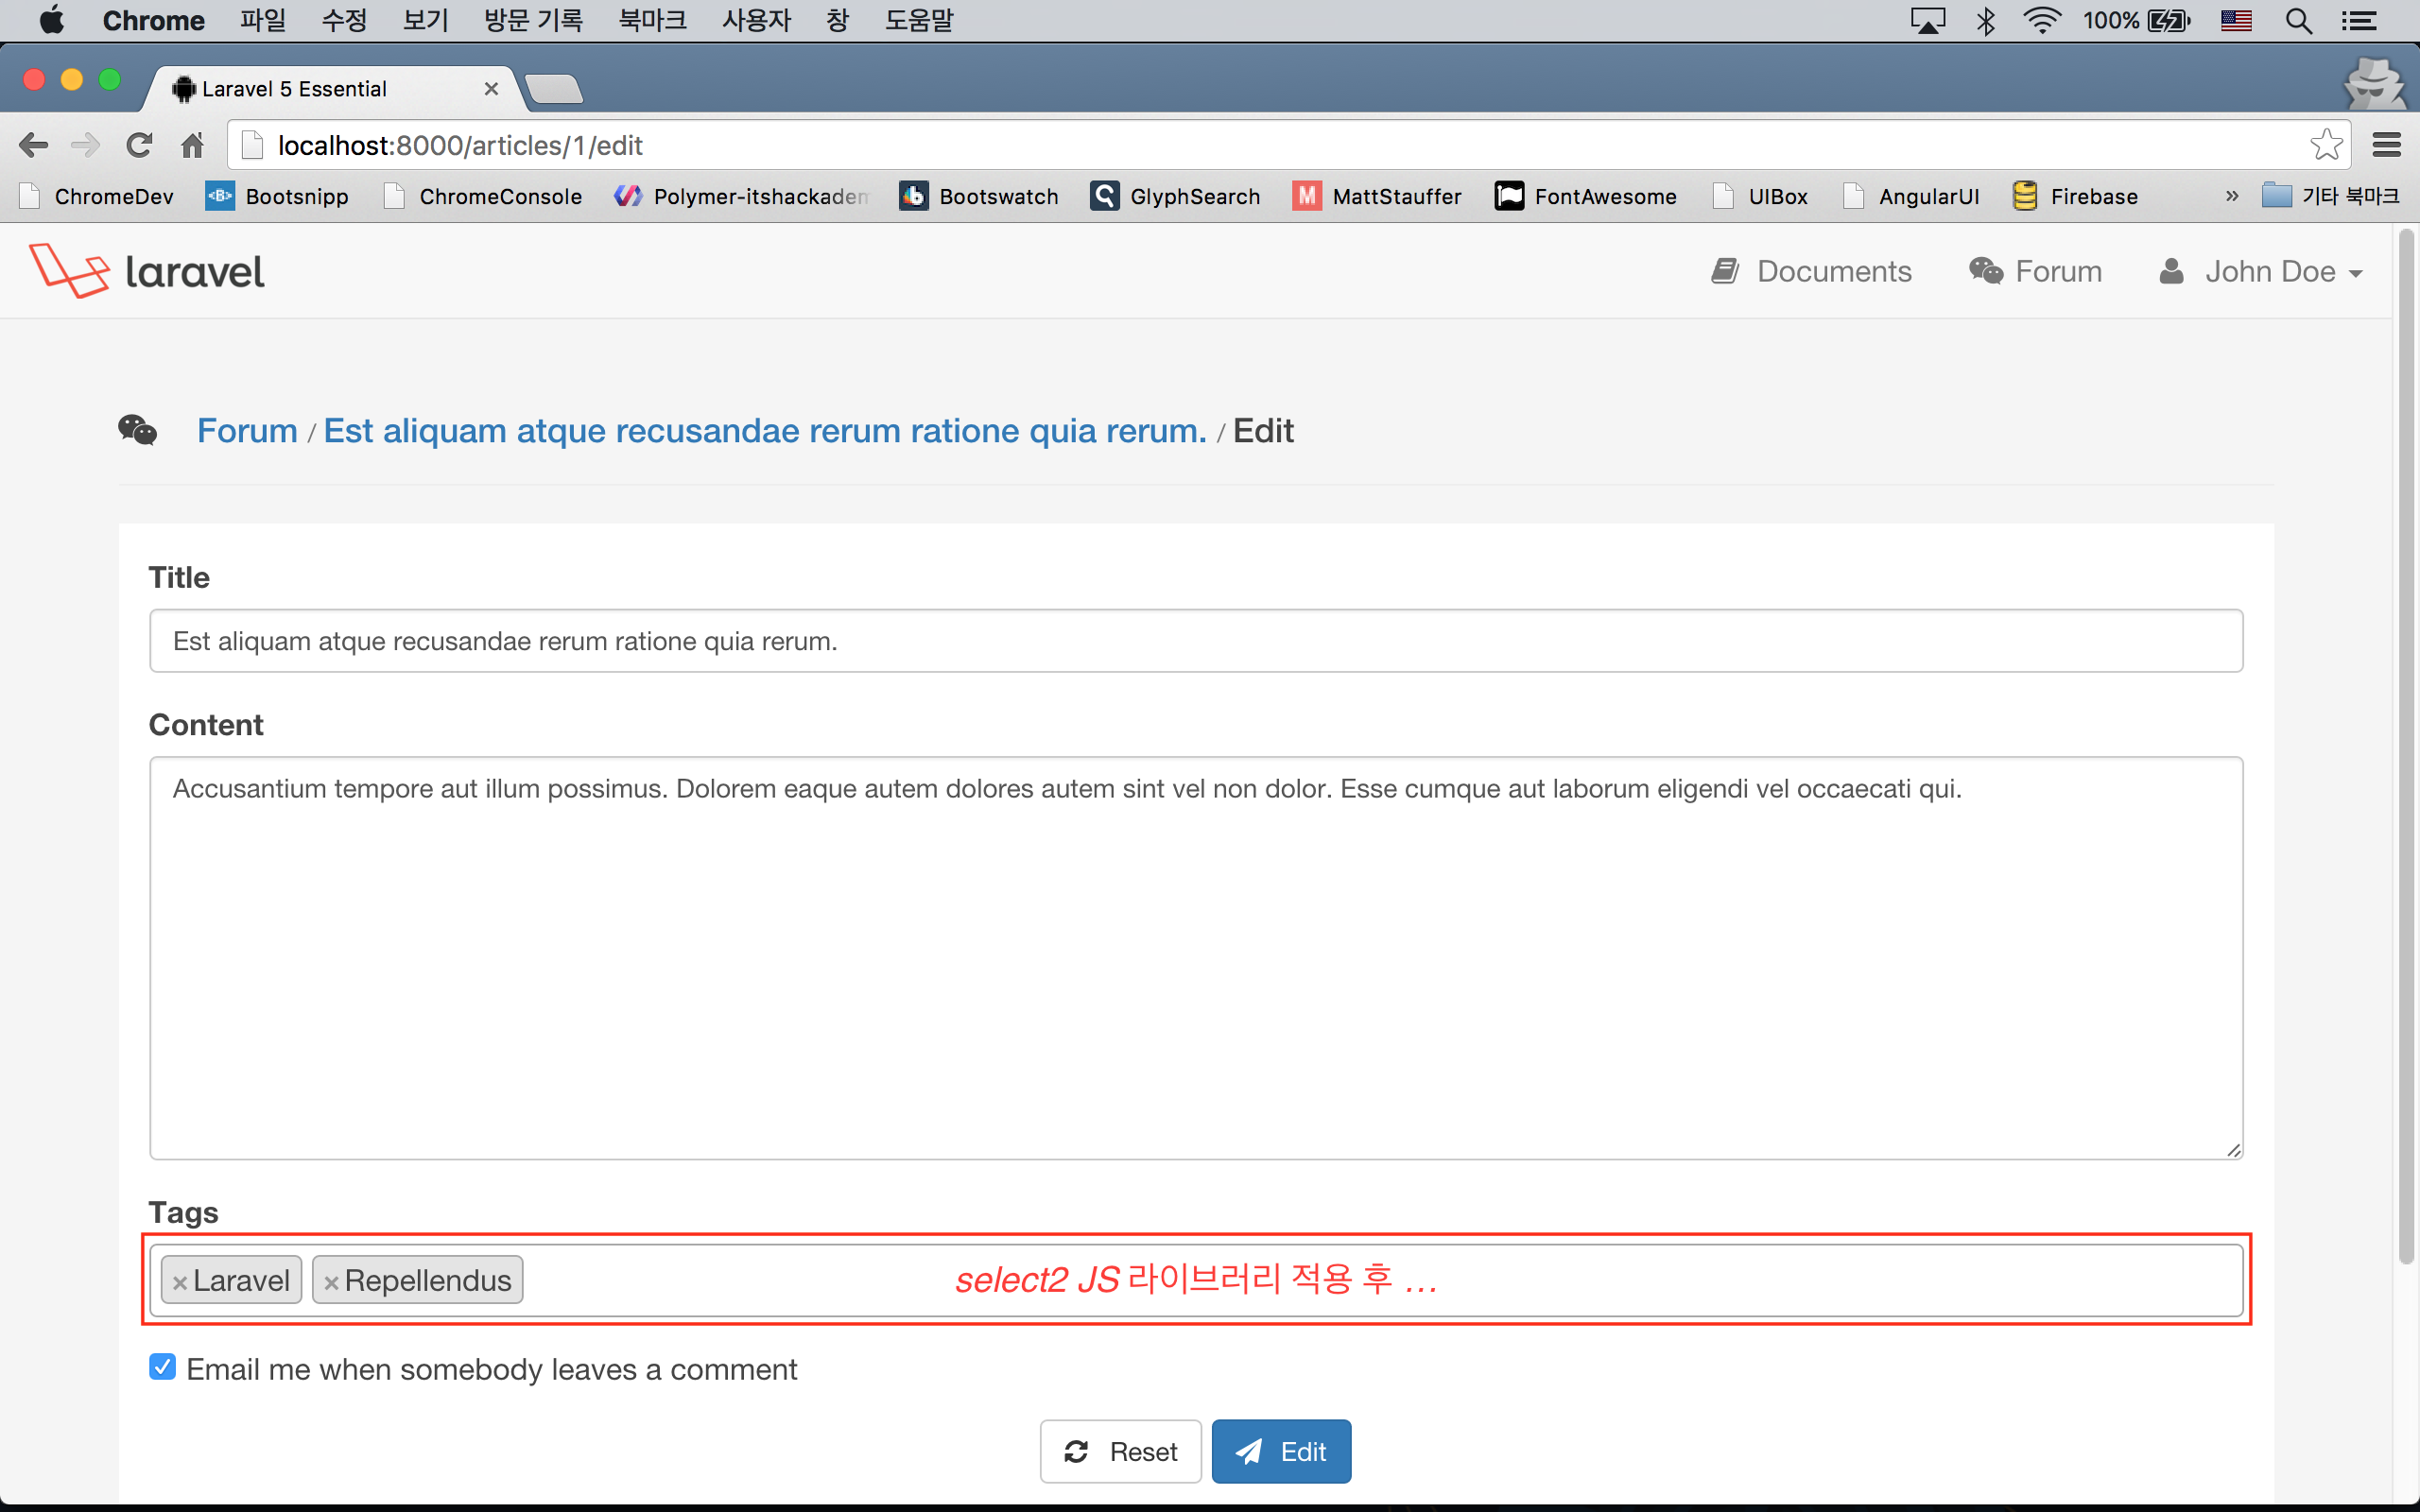 Chrome 파일 수정 보기 방문 기록 북마크 사용자 창 도움말 100%
Laravel 5 Essential
localhost:8000/articles/1/edit
ChromeDev Bootsnipp ChromeConsole Polymer-itshackadem Bootswatch GlyphSearch MattStauffer FontAwesome UIBox AngularUI Firebase » 기타 북마크
laravel Documents Forum John Doe
Forum / Est aliquam atque recusandae rerum ratione quia rerum. / Edit
Title
Est aliquam atque recusandae rerum ratione quia rerum.
Content
Accusantium tempore aut illum possimus. Dolorem eaque autem dolores autem sint vel non dolor. Esse cumque aut laborum eligendi vel occaecati qui.
Tags
×Laravel ×Repellendus select2 JS 라이브러리 적용 후 …
Email me when somebody leaves a comment
Reset Edit